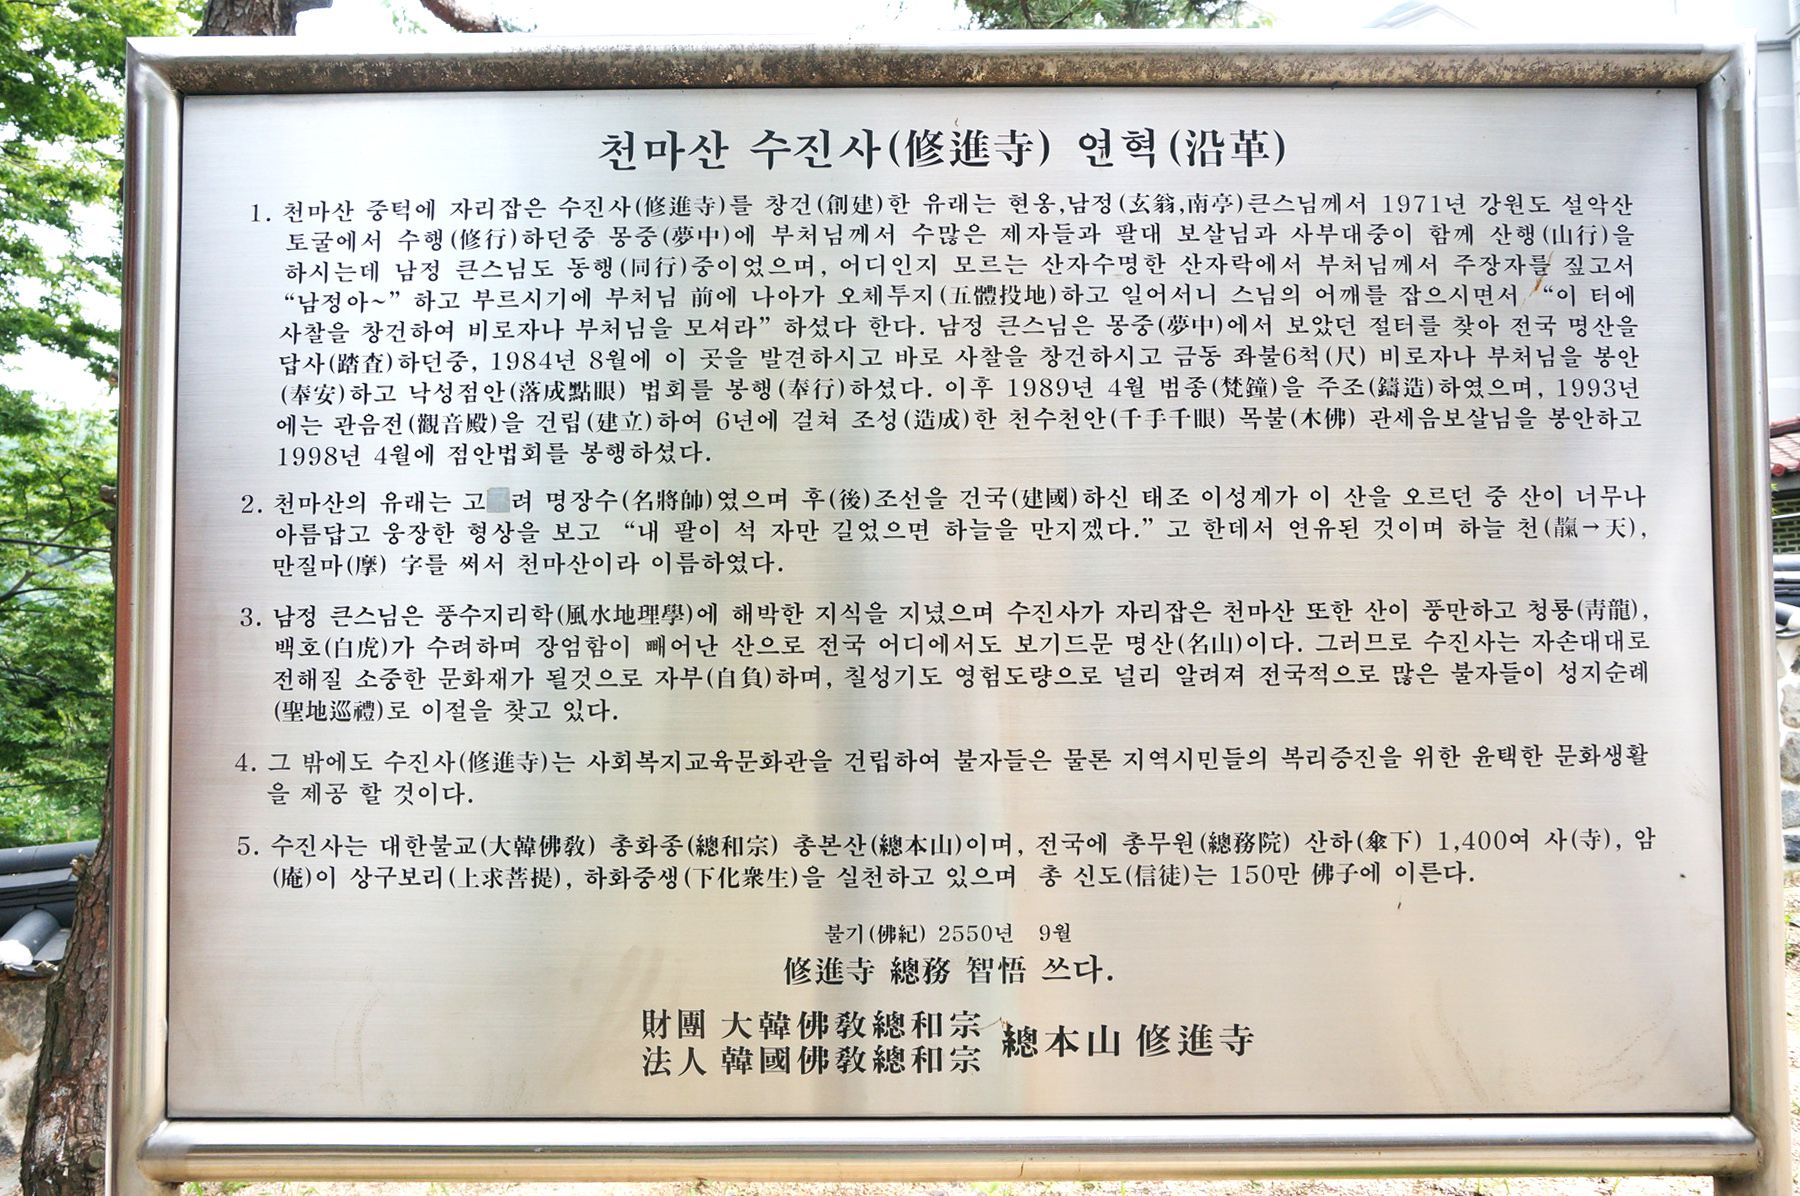 천마산 수진사(修進寺) 연혁(沿革)
1. 천마산 중턱에 자리잡은 수진사(修進寺)를 창건(創建)한 유래는 현옹,남정(玄翁,南亭)큰스님께서 1971년 강원도 설악산
토굴에서 수행(修行)하던중 몽중(夢中)에 부처님께서 수많은 제자들과 팔대 보살님과 사부대중이 함께 산행(山行)을
하시는데 남정 큰스님도 동행(同行)중이었으며, 어디인지 모르는 산자수명한 산자락에서 부처님께서 주장자를 짚고서
“남정아~” 하고 부르시기에 부처님 前에 나아가 오체투지(五體投地)하고 일어서니 스님의 어깨를 잡으시면서 “이 터에
사찰을 창건하여 비로자나 부처님을 모셔라” 하셨다 한다. 남정 큰스님은 몽중(夢中)에서 보았던 절터를 찾아 전국 명산을
답사(踏査)하던중, 1984년 8월에 이 곳을 발견하시고 바로 사찰을 창건하시고 금동 좌불6척(尺) 비로자나 부처님을 봉안
(奉安)하고 낙성점안(落成點眼) 법회를 봉행(奉行)하셨다. 이후 1989년 4월 범종(梵鐘)을 주조(鑄造)하였으며, 1993년
에는 관음전(觀音殿)을 건립(建立)하여 6년에 걸쳐 조성(造成)한 천수천안(千手千眼) 목불(木佛) 관세음보살님을 봉안하고
1998년 4월에 점안법회를 봉행하셨다.
2. 천마산의 유래는 고 려 명장수(名將帥)였으며 후(後)조선을 건국(建國)하신 태조 이성계가 이 산을 오르던 중 산이 너무나
아름답고 웅장한 형상을 보고 “내 팔이 석 자만 길었으면 하늘을 만지겠다.” 고 한데서 연유된 것이며 하늘 천(靝→天),
만질마(摩) 字를 써서 천마산이라 이름하였다.
3. 남정 큰스님은 풍수지리학(風水地理學)에 해박한 지식을 지녔으며 수진사가 자리잡은 천마산 또한 산이 풍만하고 청룡(靑龍),
백호(白虎)가 수려하며 장엄함이 빼어난 산으로 전국 어디에서도 보기드문 명산(名山)이다. 그러므로 수진사는 자손대대로
전해질 소중한 문화재가 될것으로 자부(自負)하며, 칠성기도 영험도량으로 널리 알려져 전국적으로 많은 불자들이 성지순례
(聖地巡禮)로 이절을 찾고 있다.
4. 그 밖에도 수진사(修進寺)는 사회복지교육문화관을 건립하여 불자들은 물론 지역시민들의 복리증진을 위한 윤택한 문화생활
을 제공 할 것이다.
5. 수진사는 대한불교(大韓佛敎) 총화종(總和宗) 총본산(總本山)이며, 전국에 총무원(總務院) 산하(傘下) 1,400여 사(寺), 암
(庵)이 상구보리(上求菩提), 하화중생(下化衆生)을 실천하고 있으며 총 신도(信徒)는 150만 佛子에 이른다.
불기(佛紀) 2550년 9월
修進寺 總務 智悟 쓰다.
財團 大韓佛敎總和宗
法人 韓國佛敎總和宗
總本山 修進寺